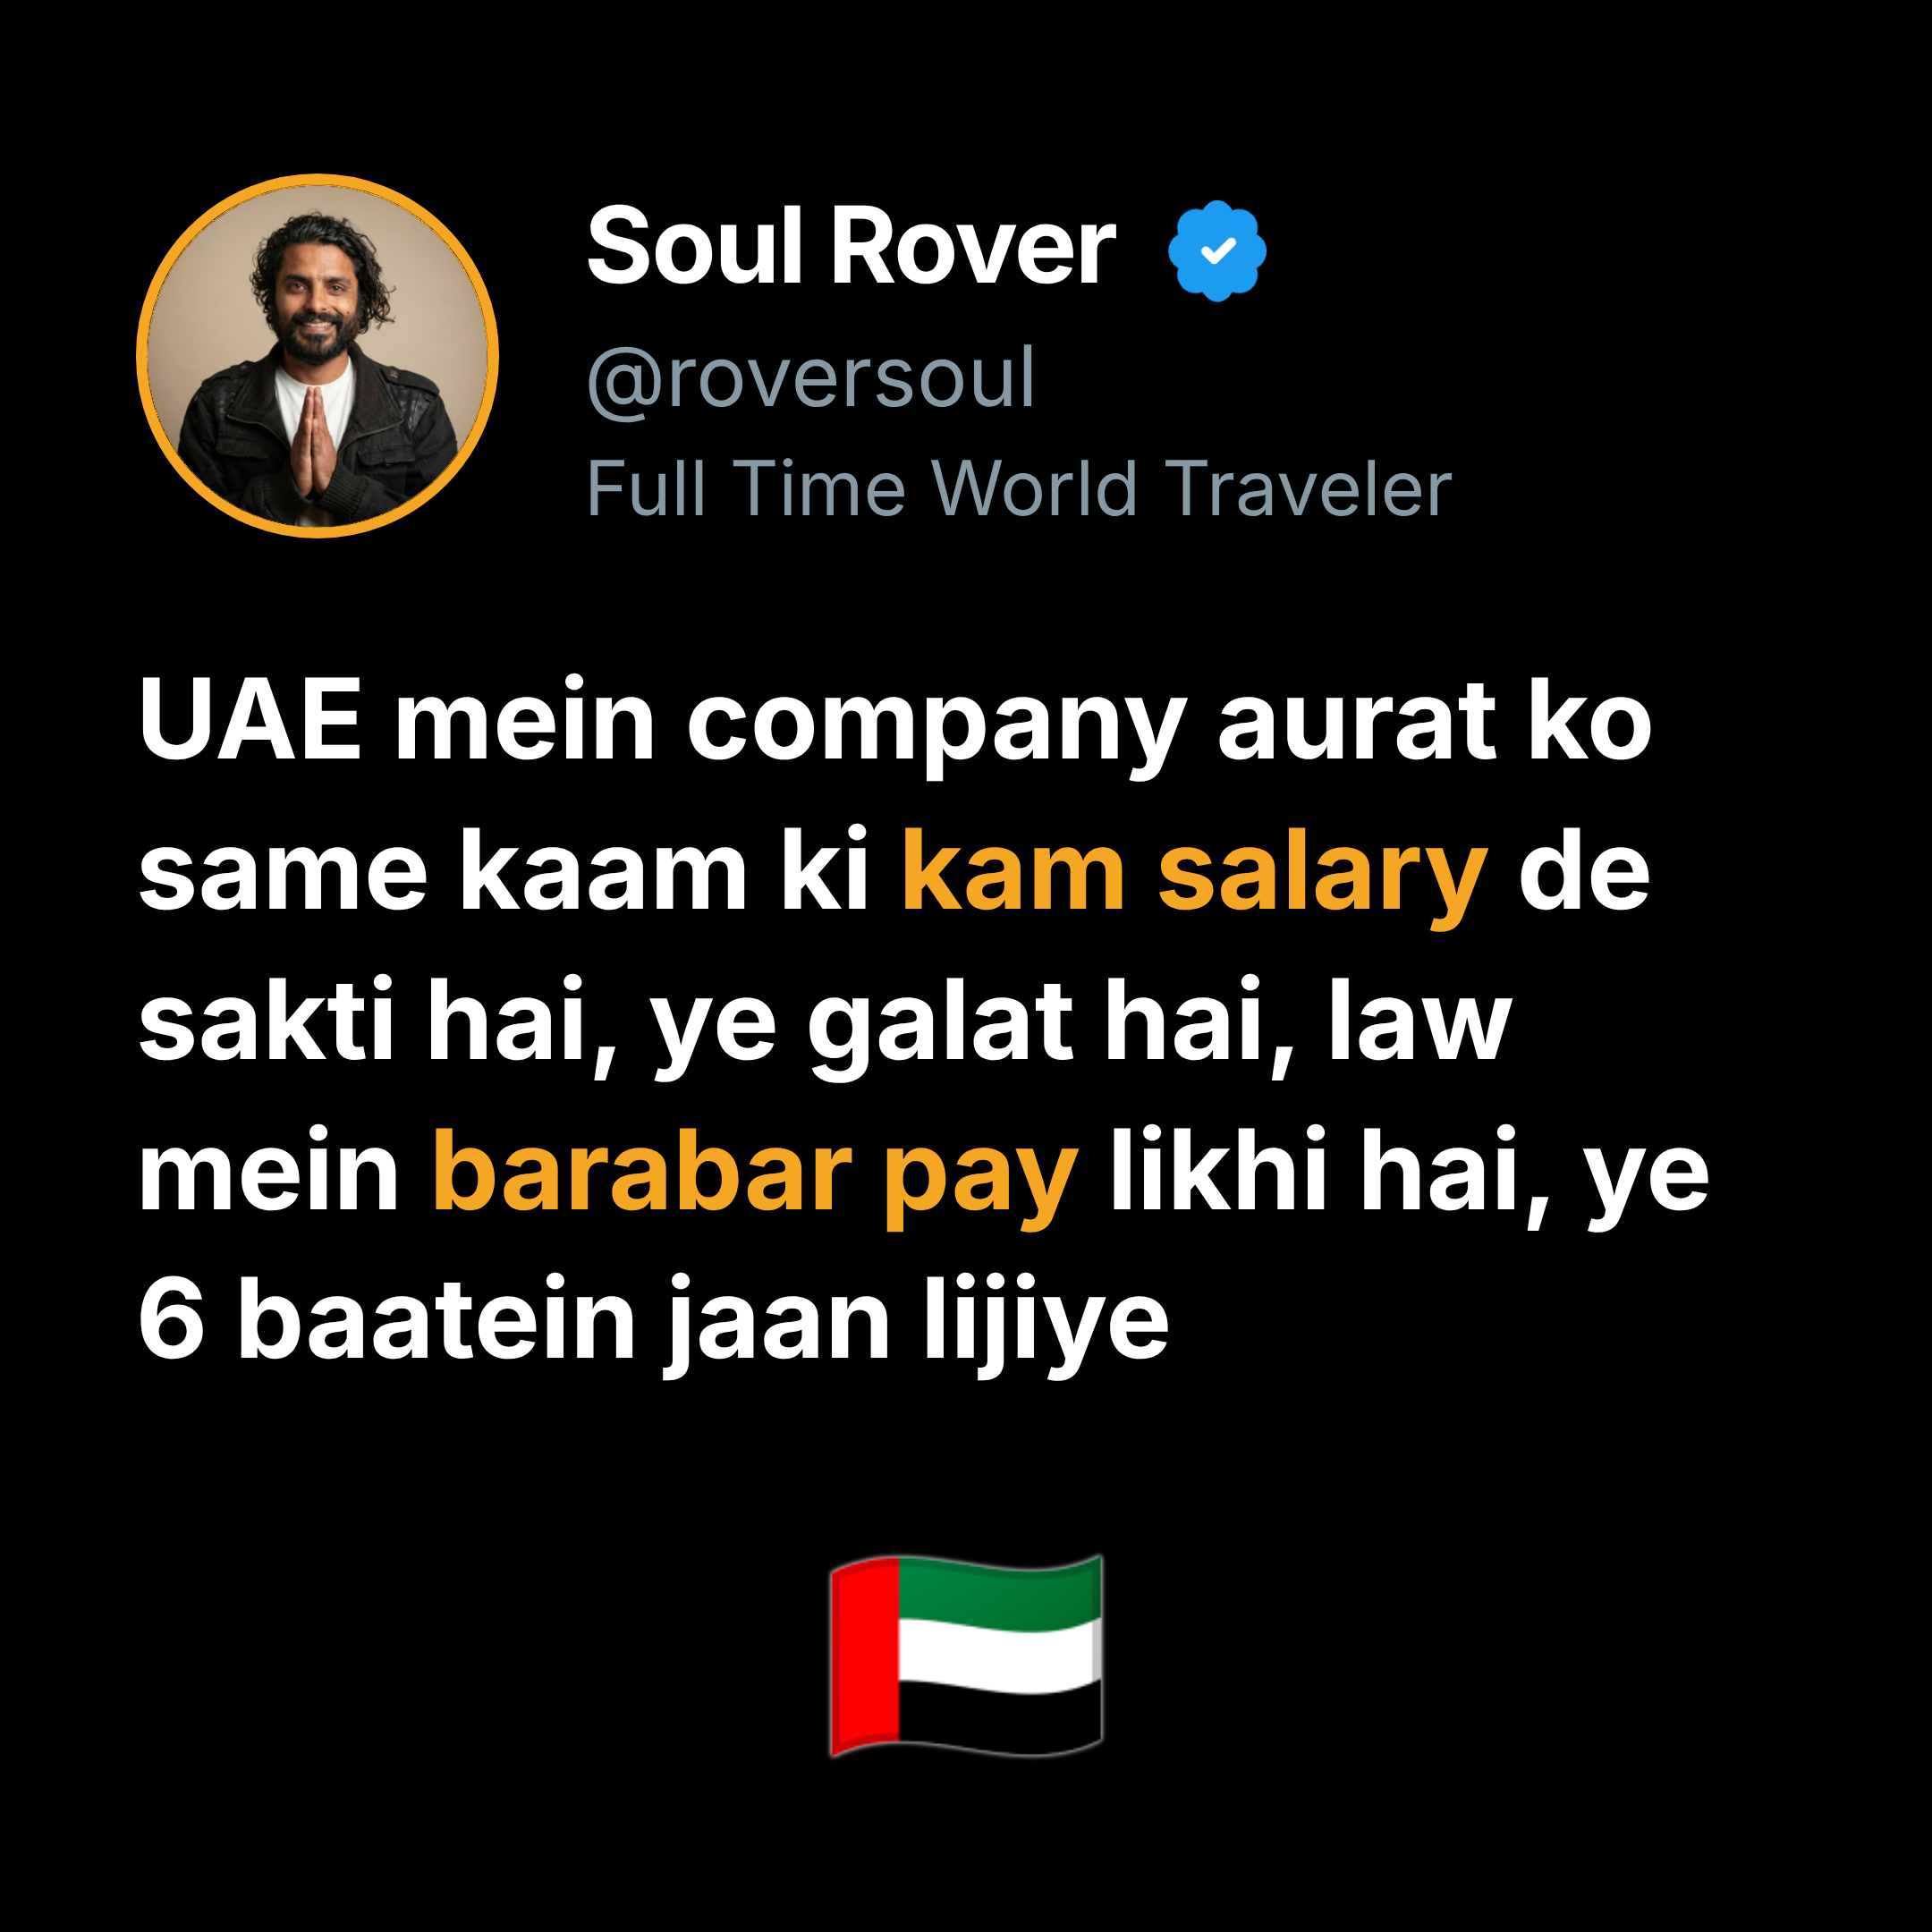 Soul Rover
@roversoul
Full Time World Traveler
UAE mein company aurat ko
same kaam ki kam salary de
sakti hai, ye galat hai, law
mein barabar pay likhi hai, ye
6 baatein jaan lijiye